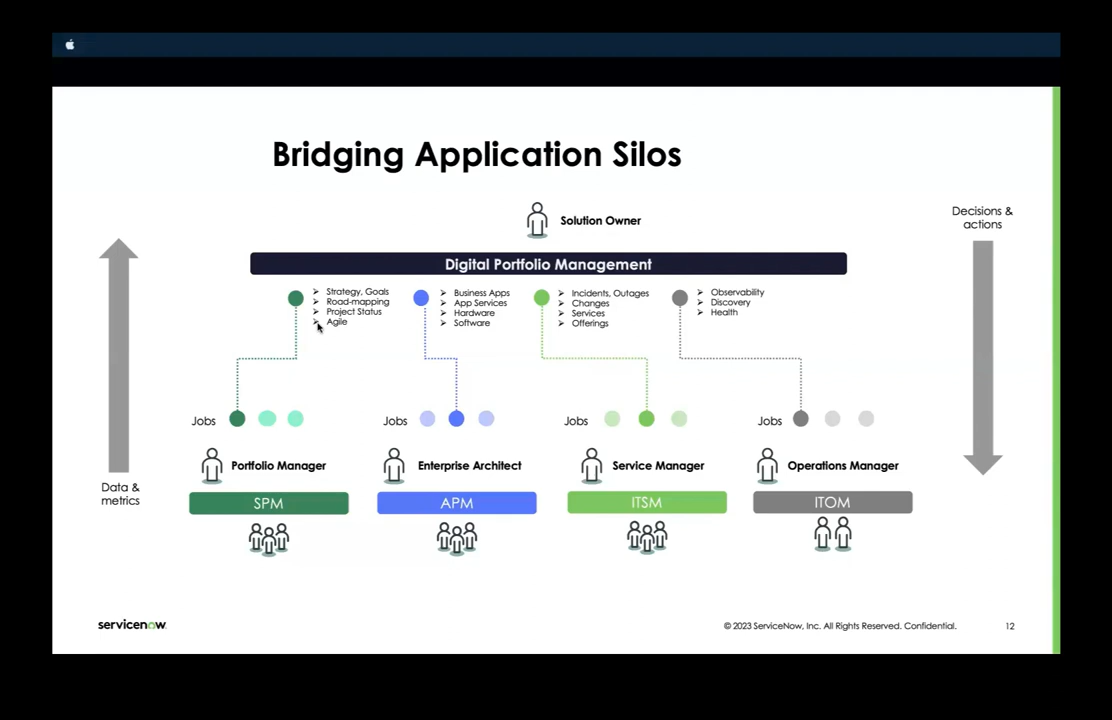 Bridging Application Silos
Solution Owner
Decisions &
actions
Digital Portfolio Management
➢ Strategy, Goals
➢ Road-mapping
➢ Project Status
➢ Agile
➢ Business Apps
➢ App Services
➢ Hardware
➢ Software
➢ Incidents, Outages
➢ Changes
➢ Services
➢ Offerings
➢ Observability
➢ Discovery
➢ Health
Jobs
Jobs
Jobs
Jobs
Portfolio Manager
Enterprise Architect
Service Manager
Operations Manager
Data &
metrics
SPM
APM
ITSM
ITOM
servicenow
© 2023 ServiceNow, Inc. All Rights Reserved. Confidential.
12